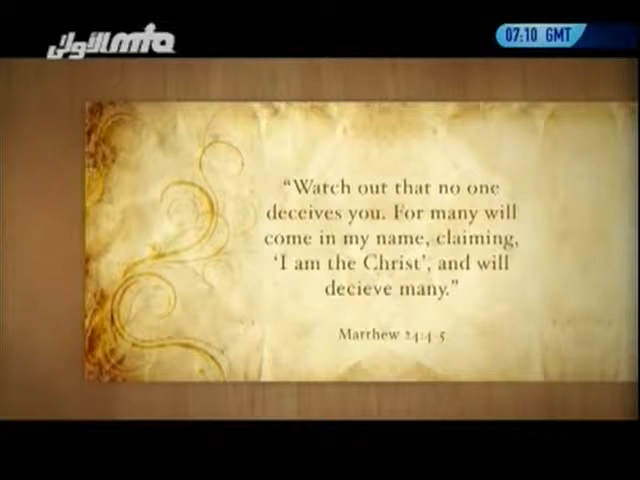 mta الأولى
07:10 GMT
“Watch out that no one
deceives you. For many will
come in my name, claiming,
‘I am the Christ’, and will
decieve many.”
Matthew 24:4-5